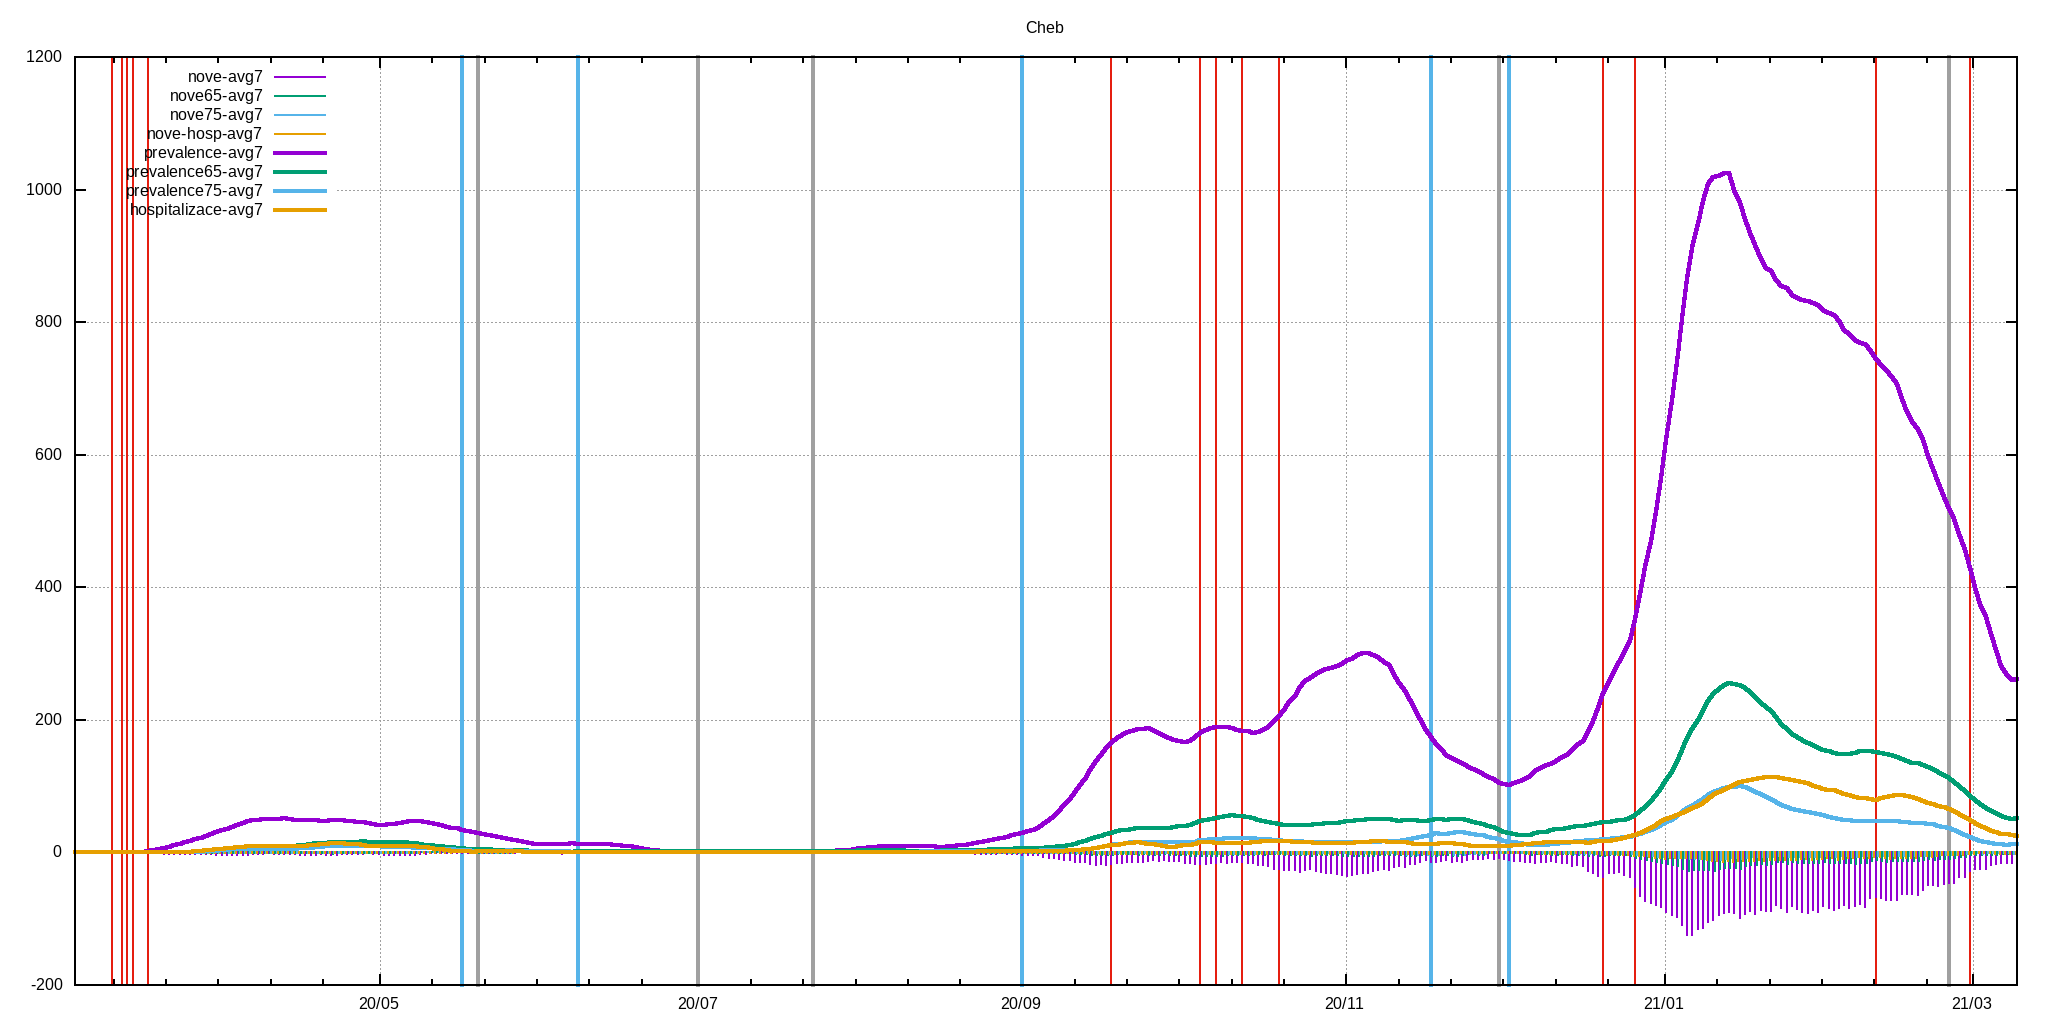 Cheb
1200
1000
800
600
400
200
0
-200
nove-avg7
nove65-avg7
nove75-avg7
nove-hosp-avg7
prevalence-avg7
prevalence65-avg7
prevalence75-avg7
hospitalizace-avg7
20/05 20/07 20/09 20/11 21/01 21/03